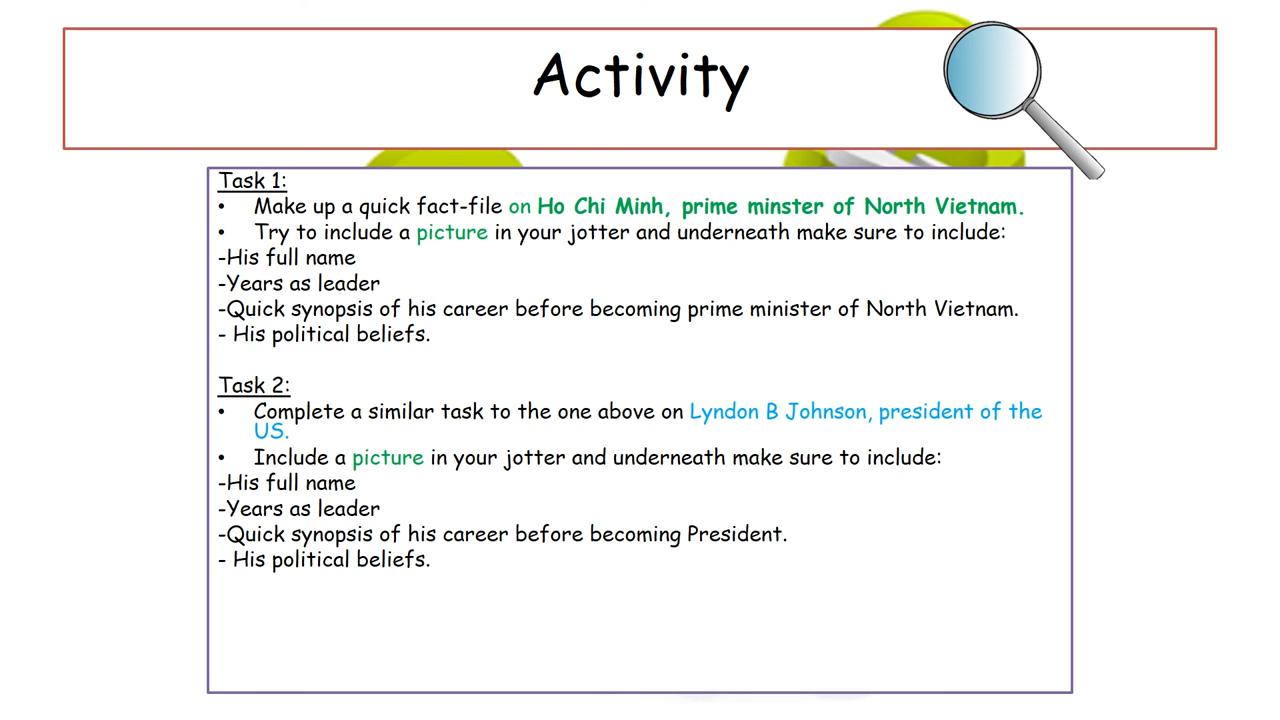 Activity
Task 1:
• Make up a quick fact-file on Ho Chi Minh, prime minster of North Vietnam.
• Try to include a picture in your jotter and underneath make sure to include:
-His full name
-Years as leader
-Quick synopsis of his career before becoming prime minister of North Vietnam.
- His political beliefs.
Task 2:
• Complete a similar task to the one above on Lyndon B Johnson, president of the
US.
• Include a picture in your jotter and underneath make sure to include:
-His full name
-Years as leader
-Quick synopsis of his career before becoming President.
- His political beliefs.